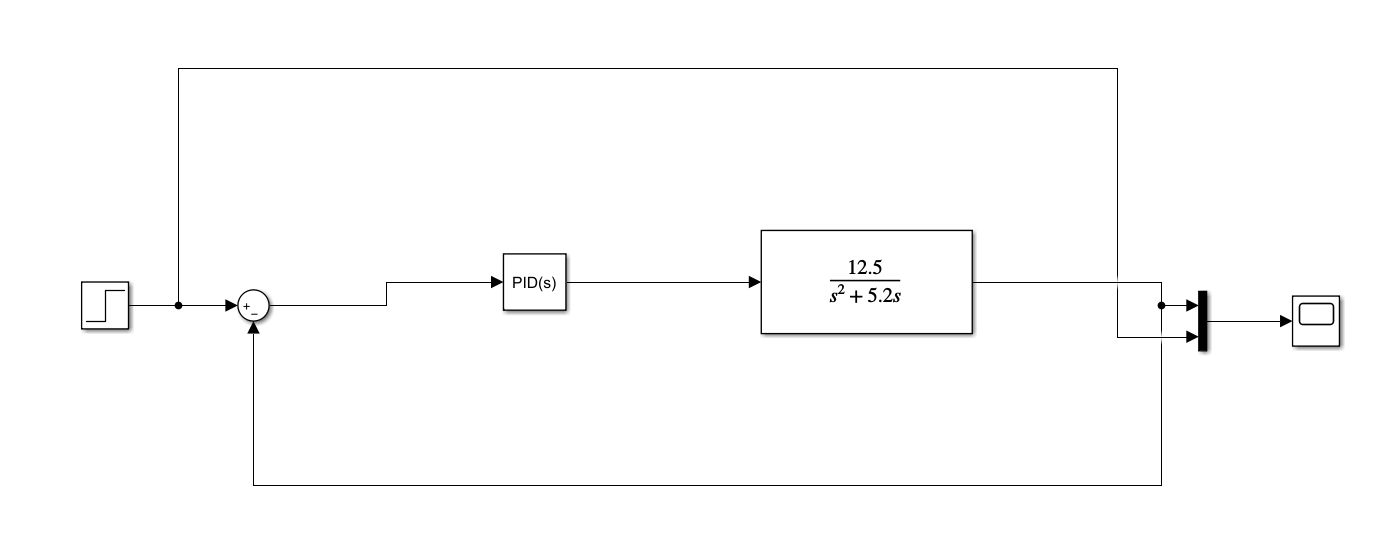 +
−
PID(s)
12.5
s² + 5.2s